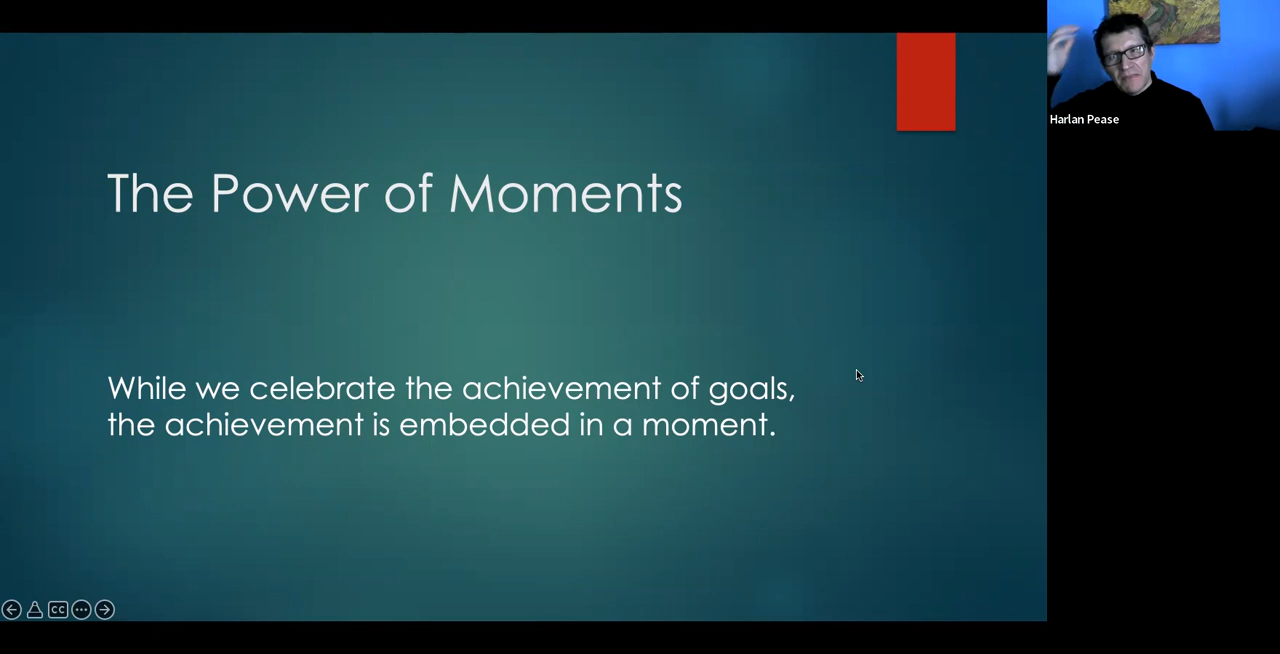 The Power of Moments
While we celebrate the achievement of goals,
the achievement is embedded in a moment.
Harlan Pease
CC